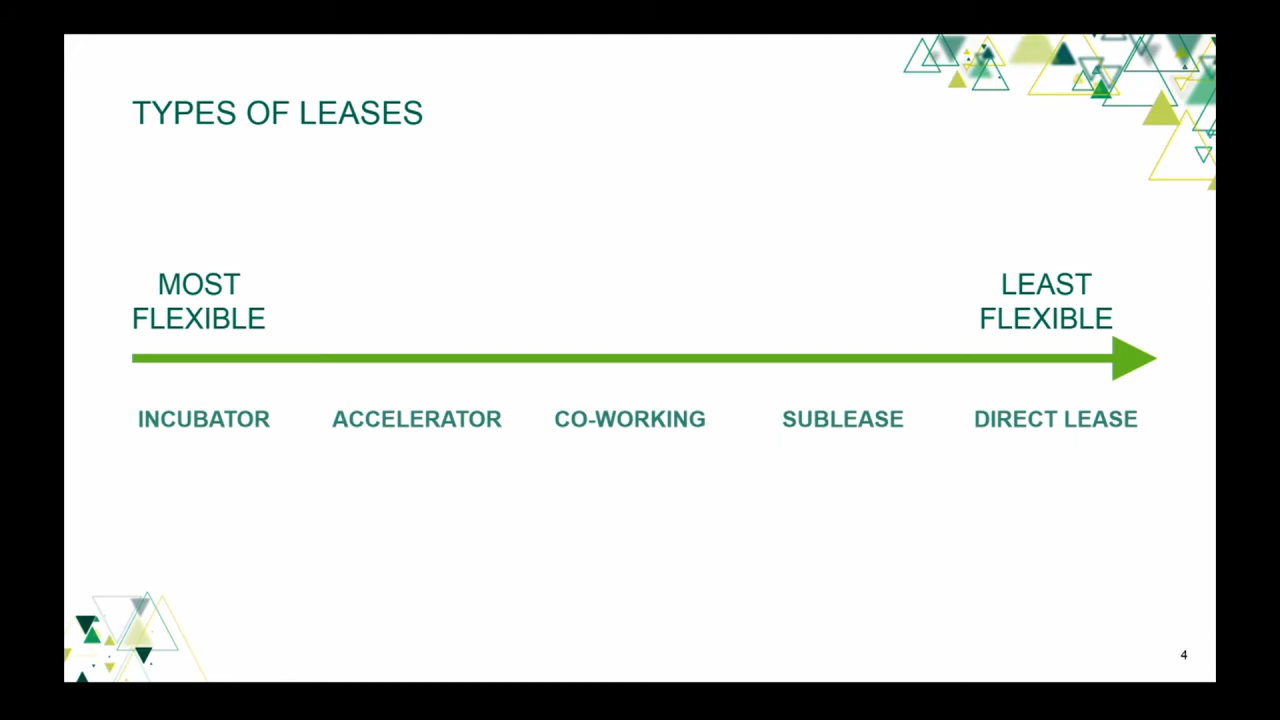 TYPES OF LEASES
MOST
FLEXIBLE
LEAST
FLEXIBLE
INCUBATOR
ACCELERATOR
CO-WORKING
SUBLEASE
DIRECT LEASE
4